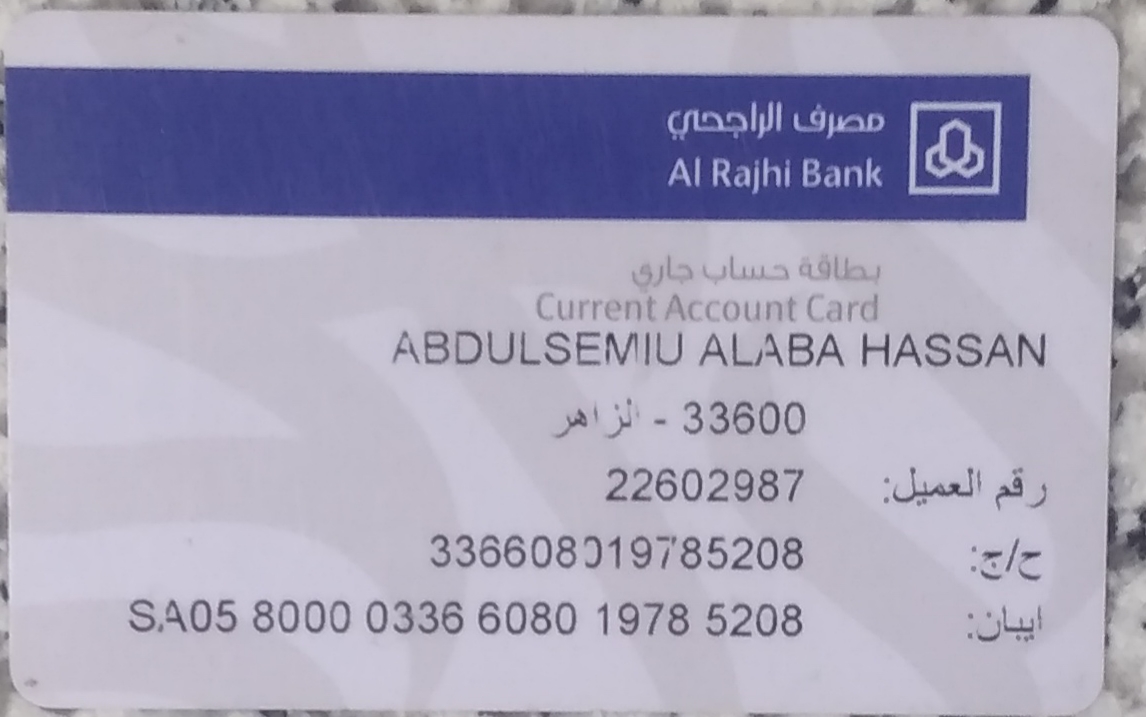 مصرف الراجحي
Al Rajhi Bank
بطاقة حساب جاري
Current Account Card
ABDULSEMIU ALABA HASSAN
33600 - الزاهر
رقم العميل: 22602987
ح/ج: 336608019785208
ايبان: SA05 8000 0336 6080 1978 5208